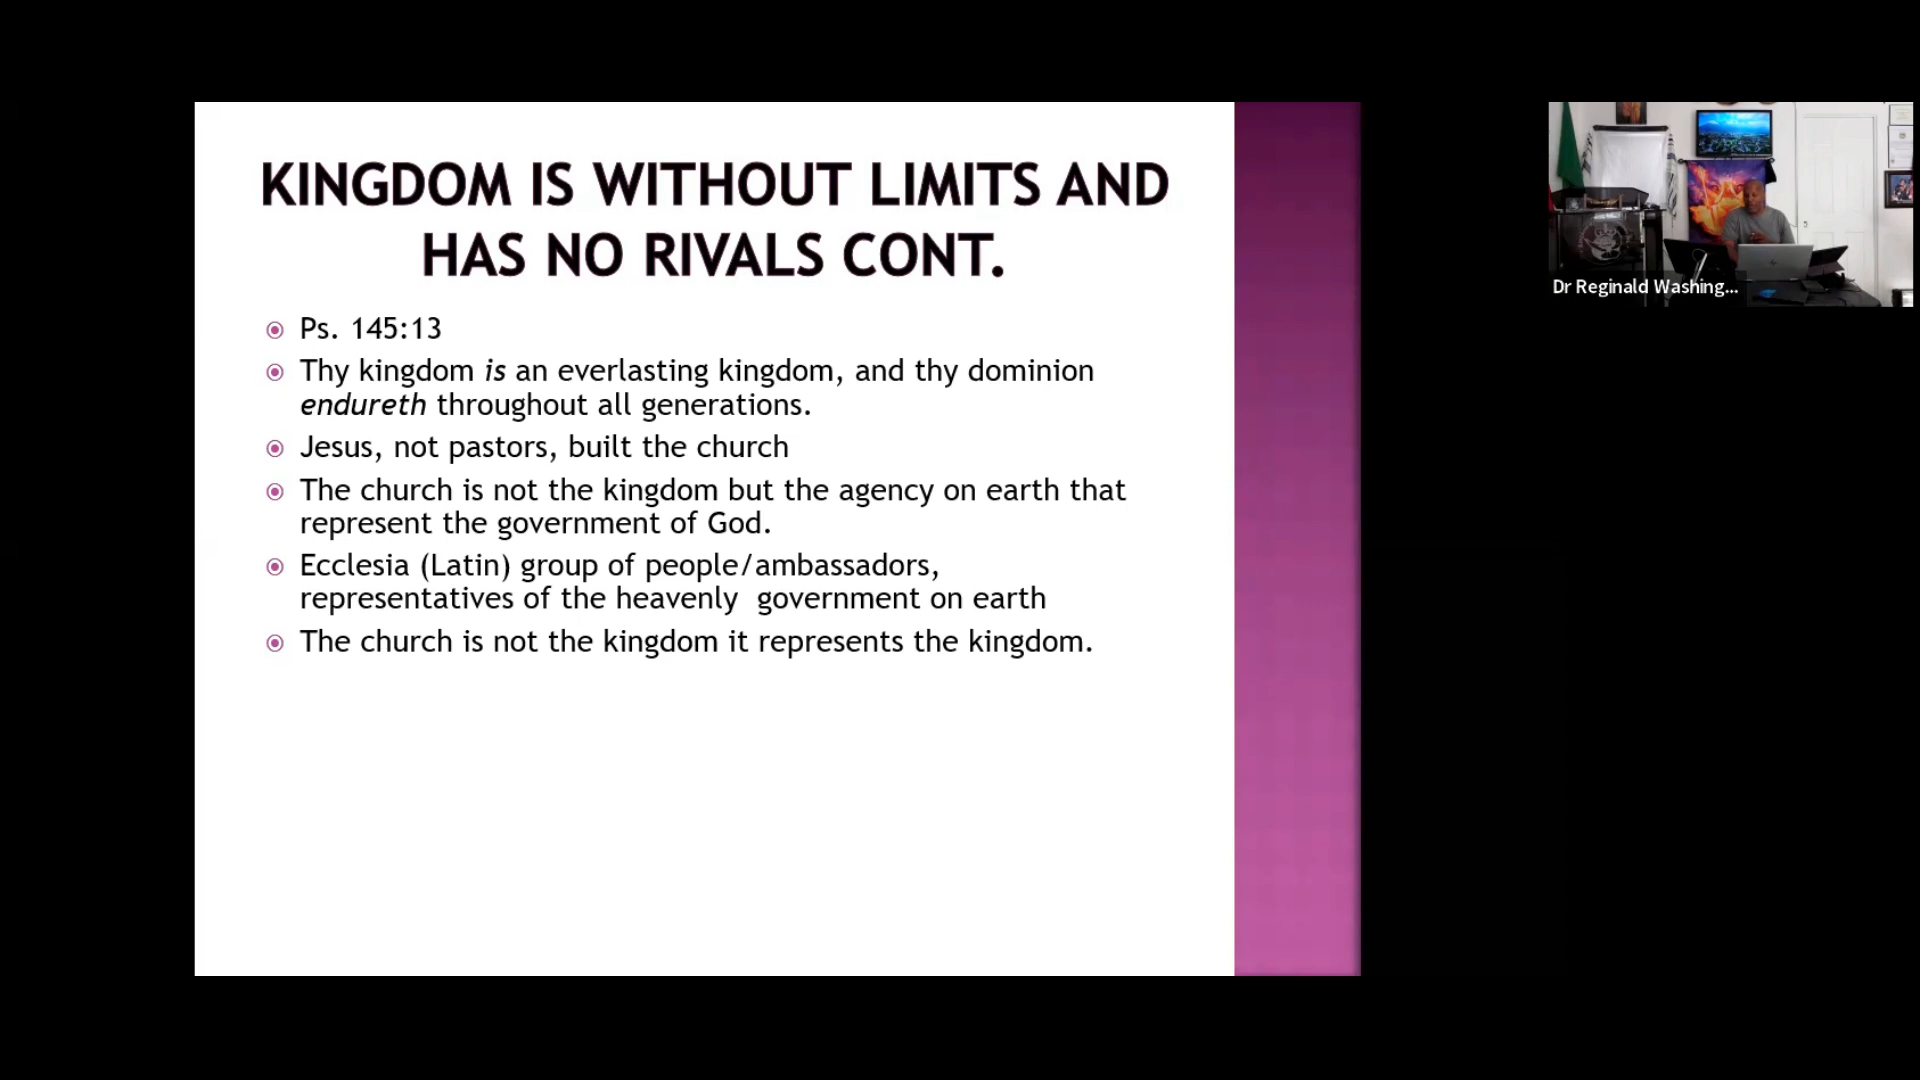 KINGDOM IS WITHOUT LIMITS AND
HAS NO RIVALS CONT.
Ps. 145:13
Thy kingdom is an everlasting kingdom, and thy dominion
endureth throughout all generations.
Jesus, not pastors, built the church
The church is not the kingdom but the agency on earth that
represent the government of God.
Ecclesia (Latin) group of people/ambassadors,
representatives of the heavenly government on earth
The church is not the kingdom it represents the kingdom.
Dr Reginald Washing...